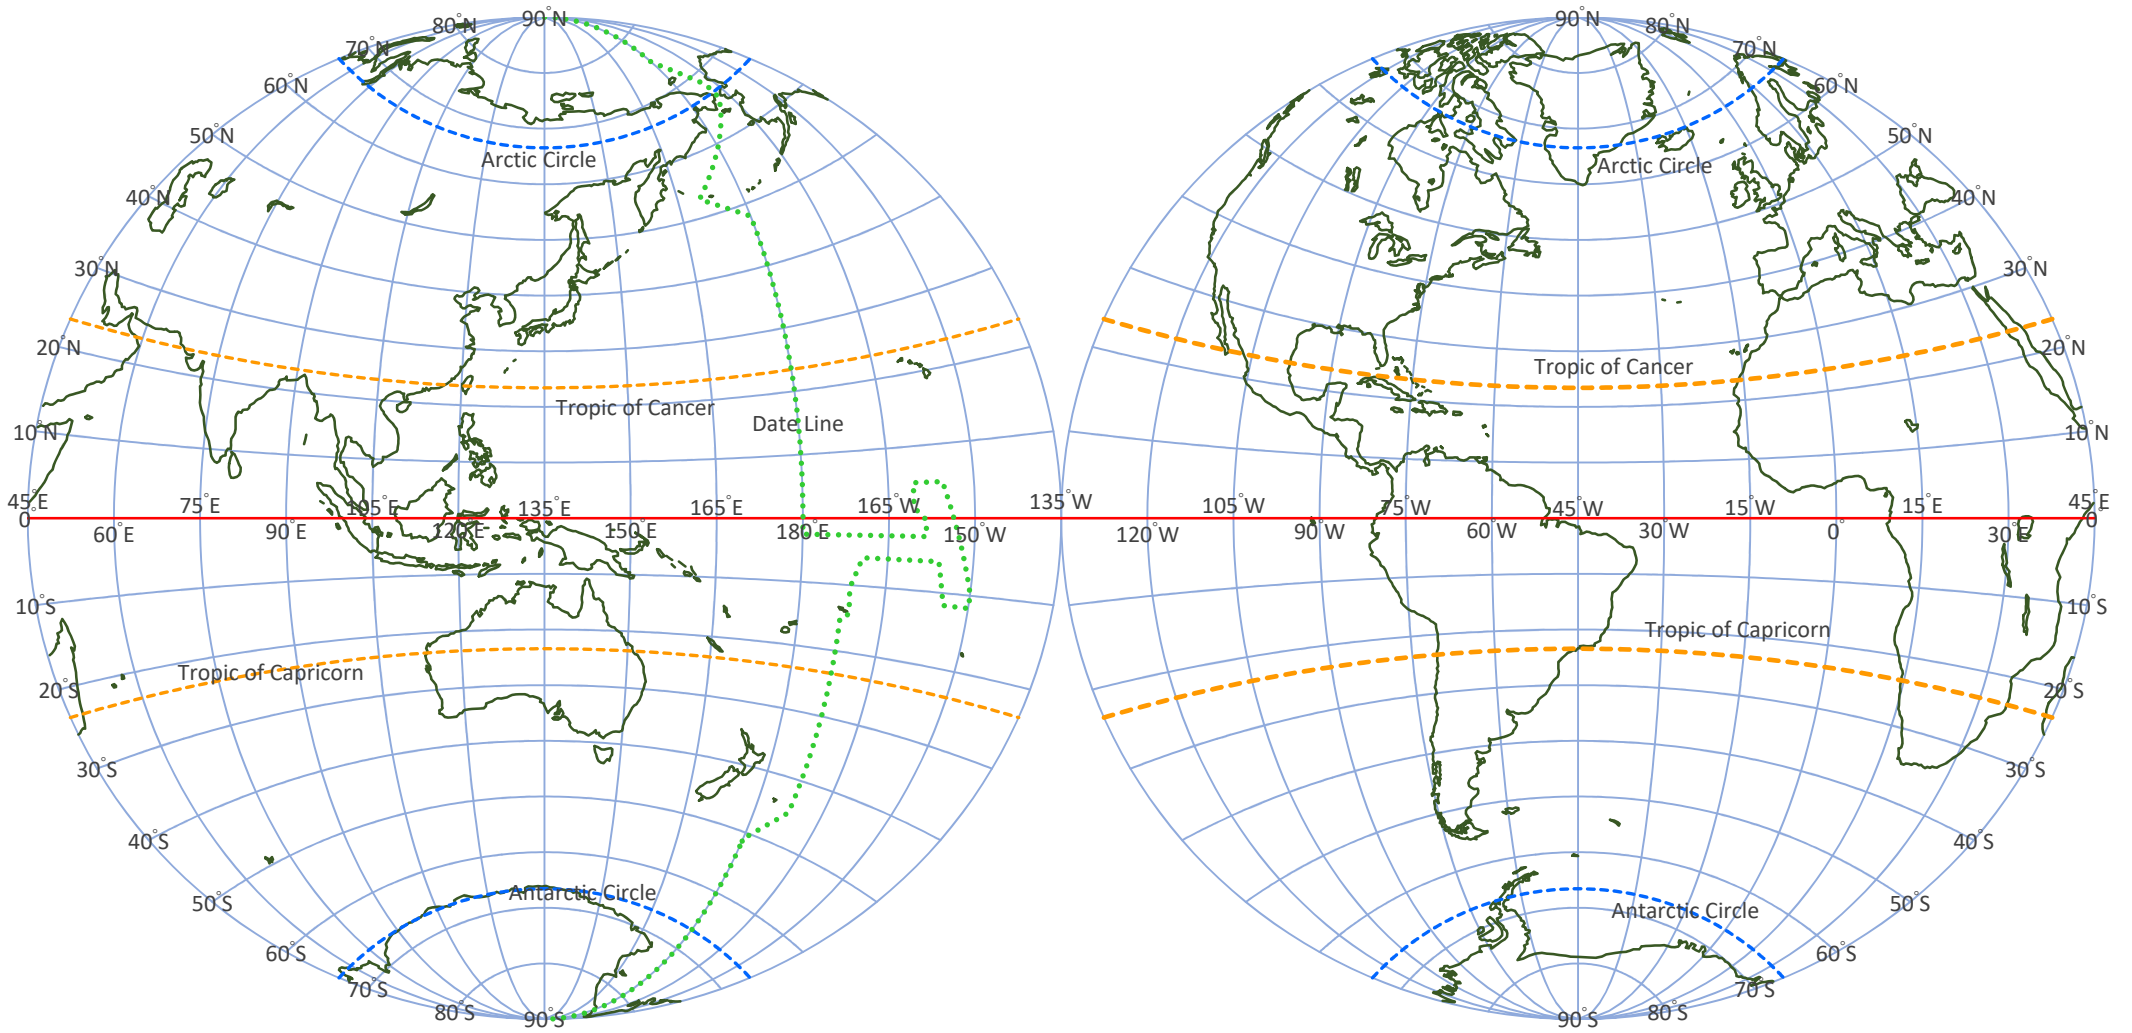 90°N
80°N
70°N
60°N
50°N
40°N
30°N
20°N
10°N
Arctic Circle
Tropic of Cancer
Date Line
45°E
0°
60°E
75°E
90°E
105°E
120°E
135°E
150°E
165°E
180°E
165°W
150°W
135°W
10°S
20°S
30°S
40°S
50°S
60°S
70°S
80°S
90°S
Tropic of Capricorn
Antarctic Circle
90°N
80°N
70°N
60°N
50°N
40°N
30°N
20°N
10°N
Arctic Circle
Tropic of Cancer
120°W
105°W
90°W
75°W
60°W
45°W
30°W
15°W
0°
15°E
30°E
45°E
0°
Tropic of Capricorn
10°S
20°S
30°S
40°S
50°S
60°S
70°S
80°S
90°S
Antarctic Circle